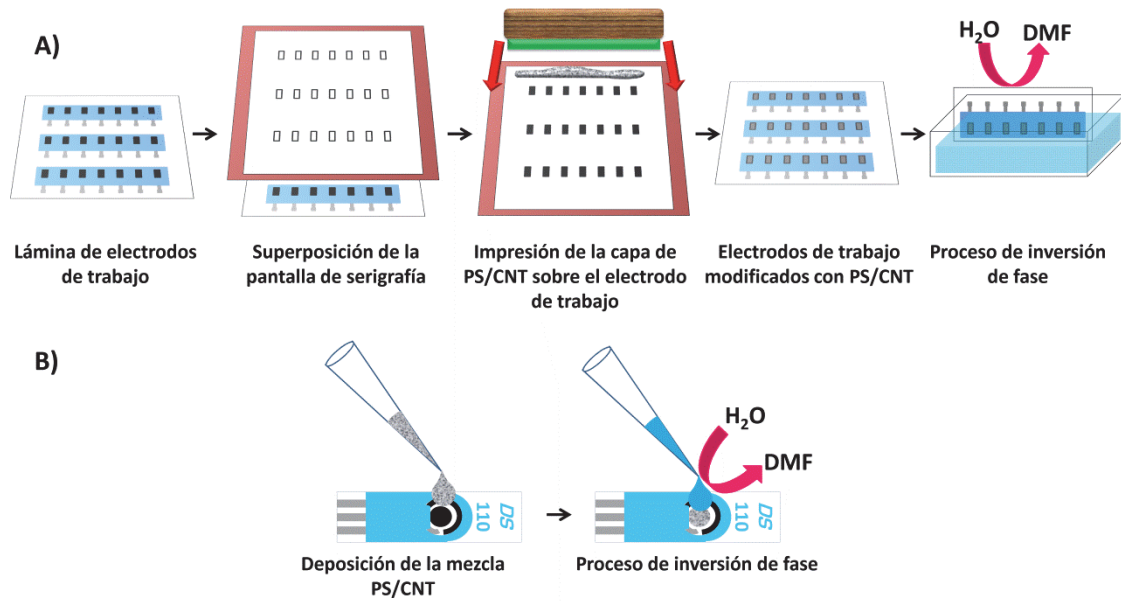 A)
H₂O
DMF
Lámina de electrodos
de trabajo
Superposición de la
pantalla de serigrafía
Impresión de la capa de
PS/CNT sobre el electrodo
de trabajo
Electrodos de trabajo
modificados con PS/CNT
Proceso de inversión
de fase
B)
H₂O
DMF
110
DS
110
DS
Deposición de la mezcla
PS/CNT
Proceso de inversión de fase